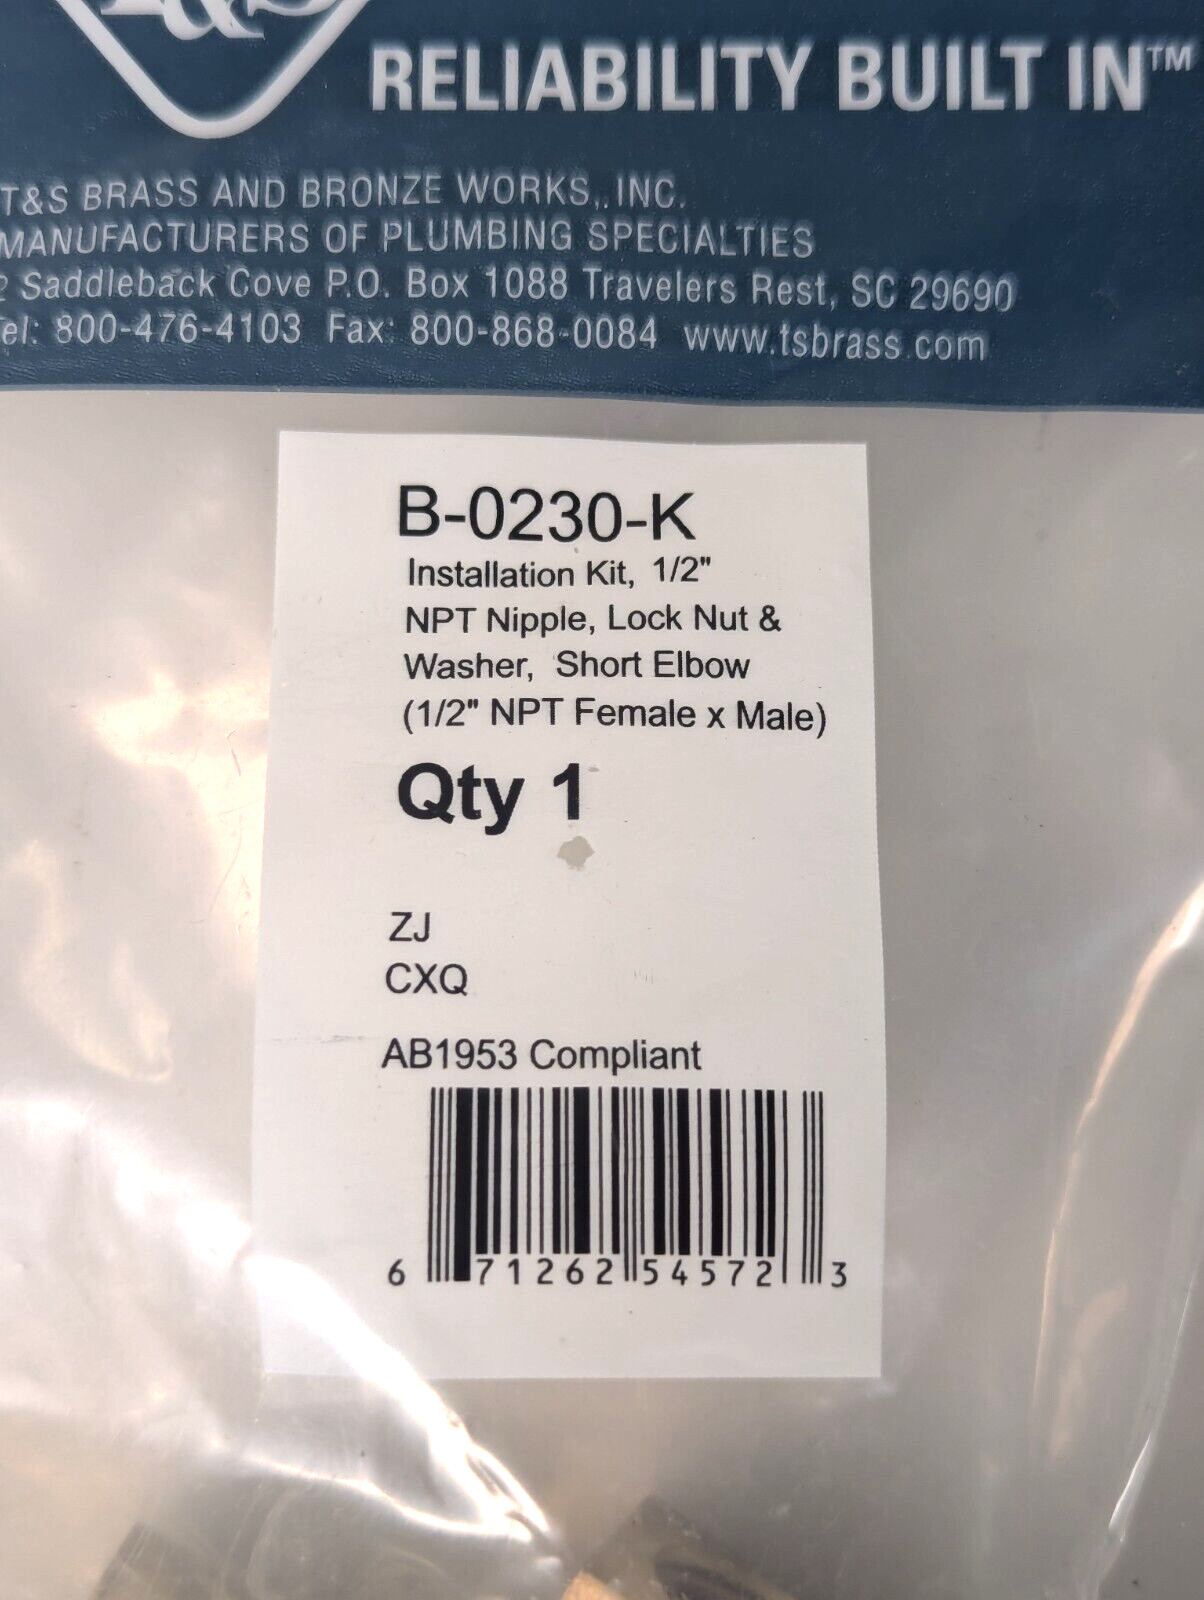 T&S
RELIABILITY BUILT IN™
T&S BRASS AND BRONZE WORKS, INC.
MANUFACTURERS OF PLUMBING SPECIALTIES
2 Saddleback Cove P.O. Box 1088 Travelers Rest, SC 29690
el: 800-476-4103 Fax: 800-868-0084 www.tsbrass.com
B-0230-K
Installation Kit, 1/2"
NPT Nipple, Lock Nut &
Washer, Short Elbow
(1/2" NPT Female x Male)
Qty 1
ZJ
CXQ
AB1953 Compliant
6 71262 54572 3